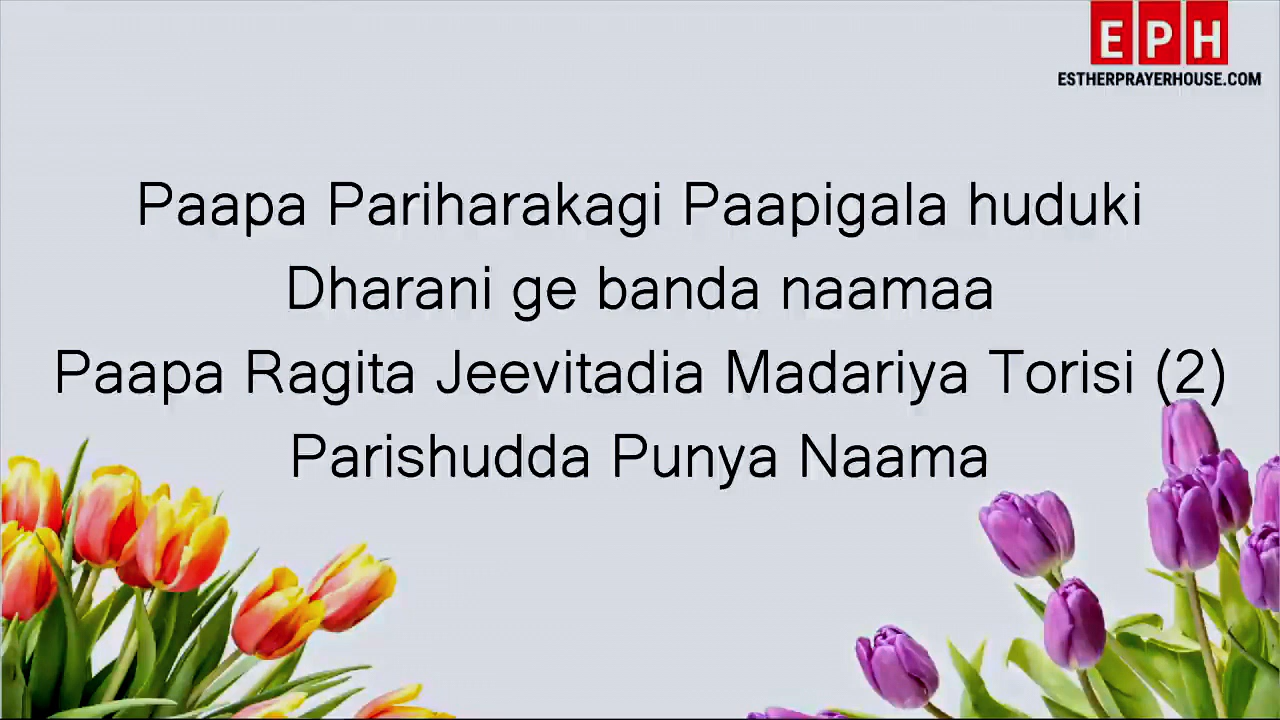 EPH
ESTHERPRAYERHOUSE.COM
Paapa Pariharakagi Paapigala huduki
Dharani ge banda naamaa
Paapa Ragita Jeevitadia Madariya Torisi (2)
Parishudda Punya Naama